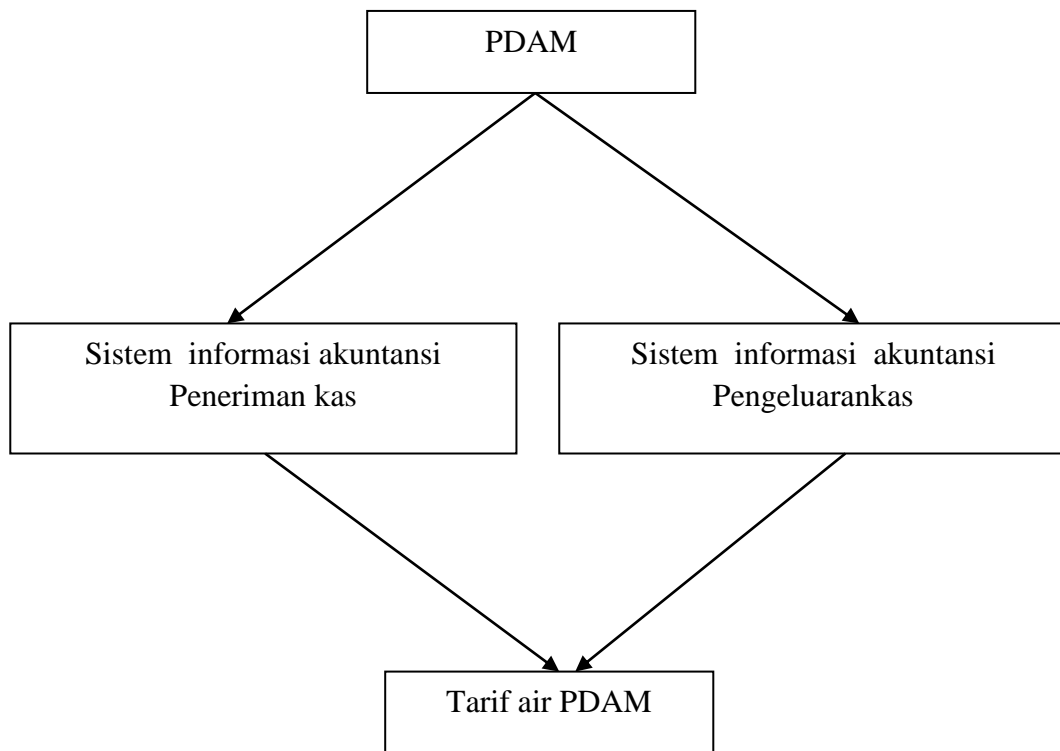 PDAM
Sistem informasi akuntansi
Peneriman kas
Sistem informasi akuntansi
Pengeluarankas
Tarif air PDAM